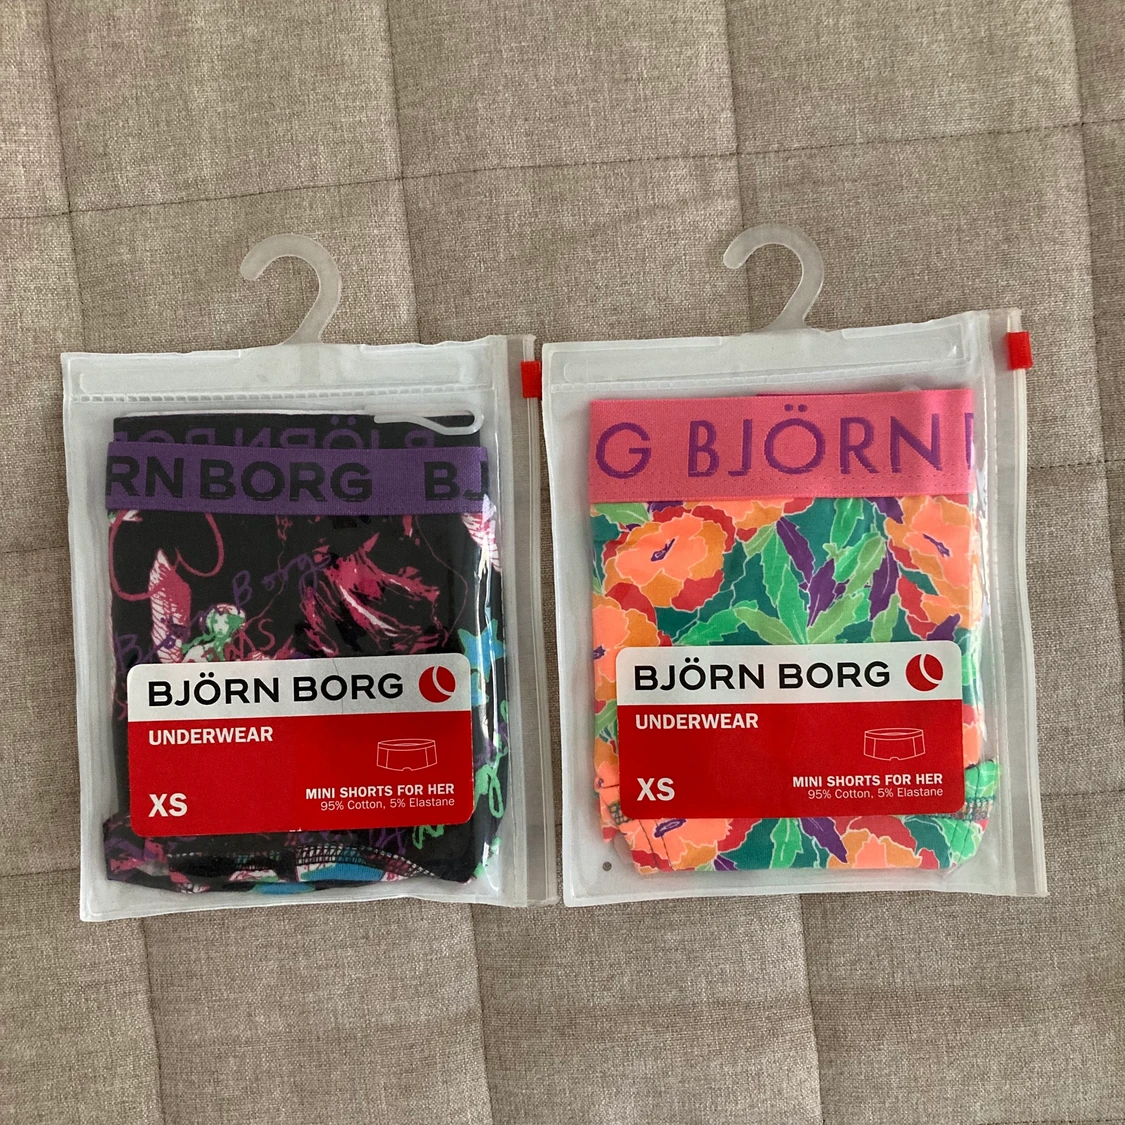 RN BORG BJ
Borg
BJÖRN BORG
UNDERWEAR
XS
MINI SHORTS FOR HER
95% Cotton, 5% Elastane
G BJÖRN
BJÖRN BORG
UNDERWEAR
XS
MINI SHORTS FOR HER
95% Cotton, 5% Elastane